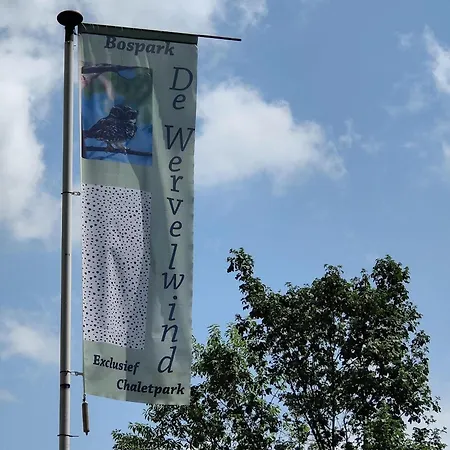 Bospark
De Wervelwind
Exclusief
Chaletpark